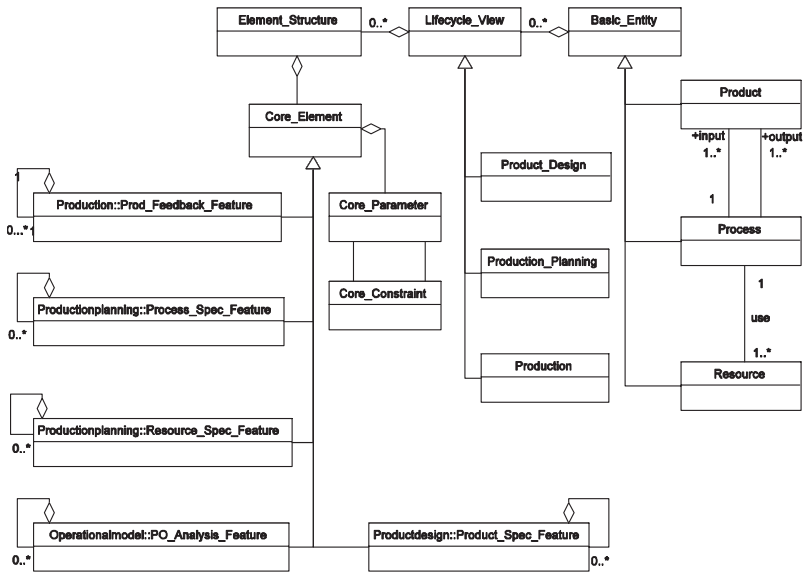 Element_Structure
0..*
Lifecycle_View
0..*
Basic_Entity
Product
+input
+output
1..*
1..*
Core_Element
Product_Design
1
Production::Prod_Feedback_Feature
0...*
1
Core_Parameter
1
Process
Production_Planning
Core_Constraint
1
Productionplanning::Process_Spec_Feature
0..*
use
1..*
Production
Resource
Productionplanning::Resource_Spec_Feature
0..*
Operationalmodel::PO_Analysis_Feature
0..*
Productdesign::Product_Spec_Feature
0..*